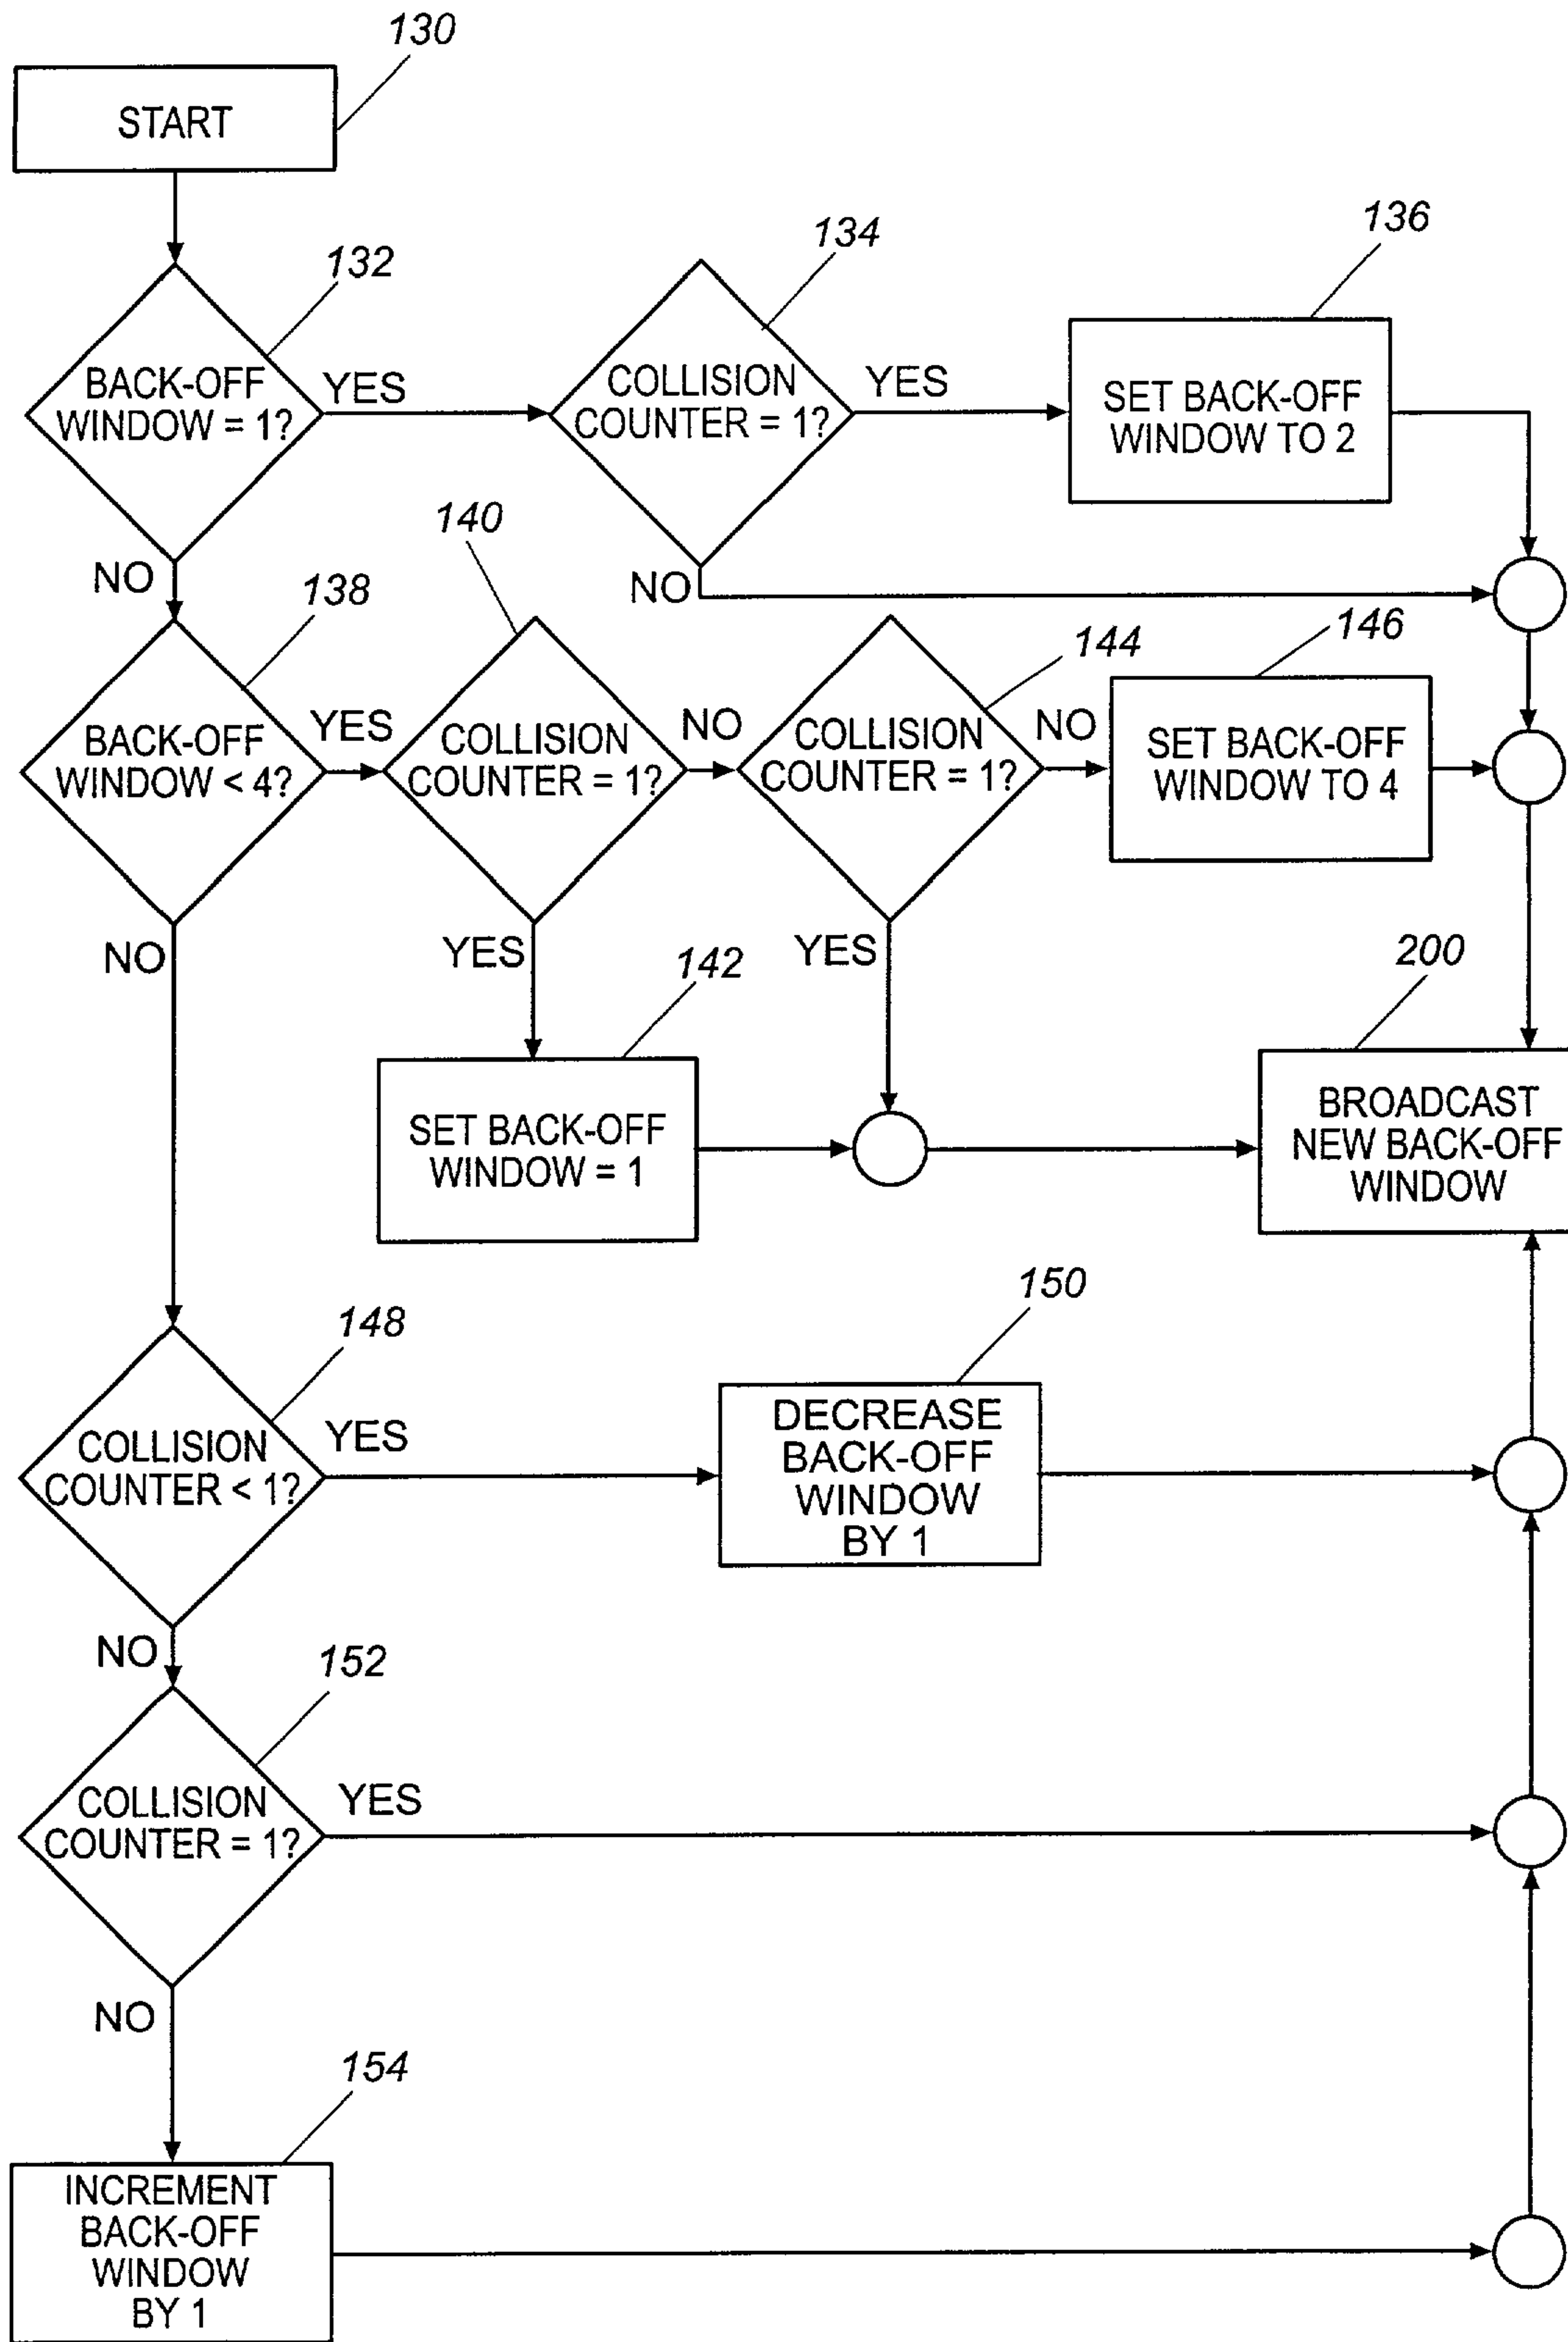 130
START
132
134
136
BACK-OFF
WINDOW = 1?
YES
COLLISION
COUNTER = 1?
YES
SET BACK-OFF
WINDOW TO 2
NO
NO
138
140
144
146
BACK-OFF
WINDOW < 4?
YES
COLLISION
COUNTER = 1?
NO
COLLISION
COUNTER = 1?
NO
SET BACK-OFF
WINDOW TO 4
NO
YES
YES
142
200
SET BACK-OFF
WINDOW = 1
BROADCAST
NEW BACK-OFF
WINDOW
148
150
COLLISION
COUNTER < 1?
YES
DECREASE
BACK-OFF
WINDOW
BY 1
NO
152
COLLISION
COUNTER = 1?
YES
NO
154
INCREMENT
BACK-OFF
WINDOW
BY 1